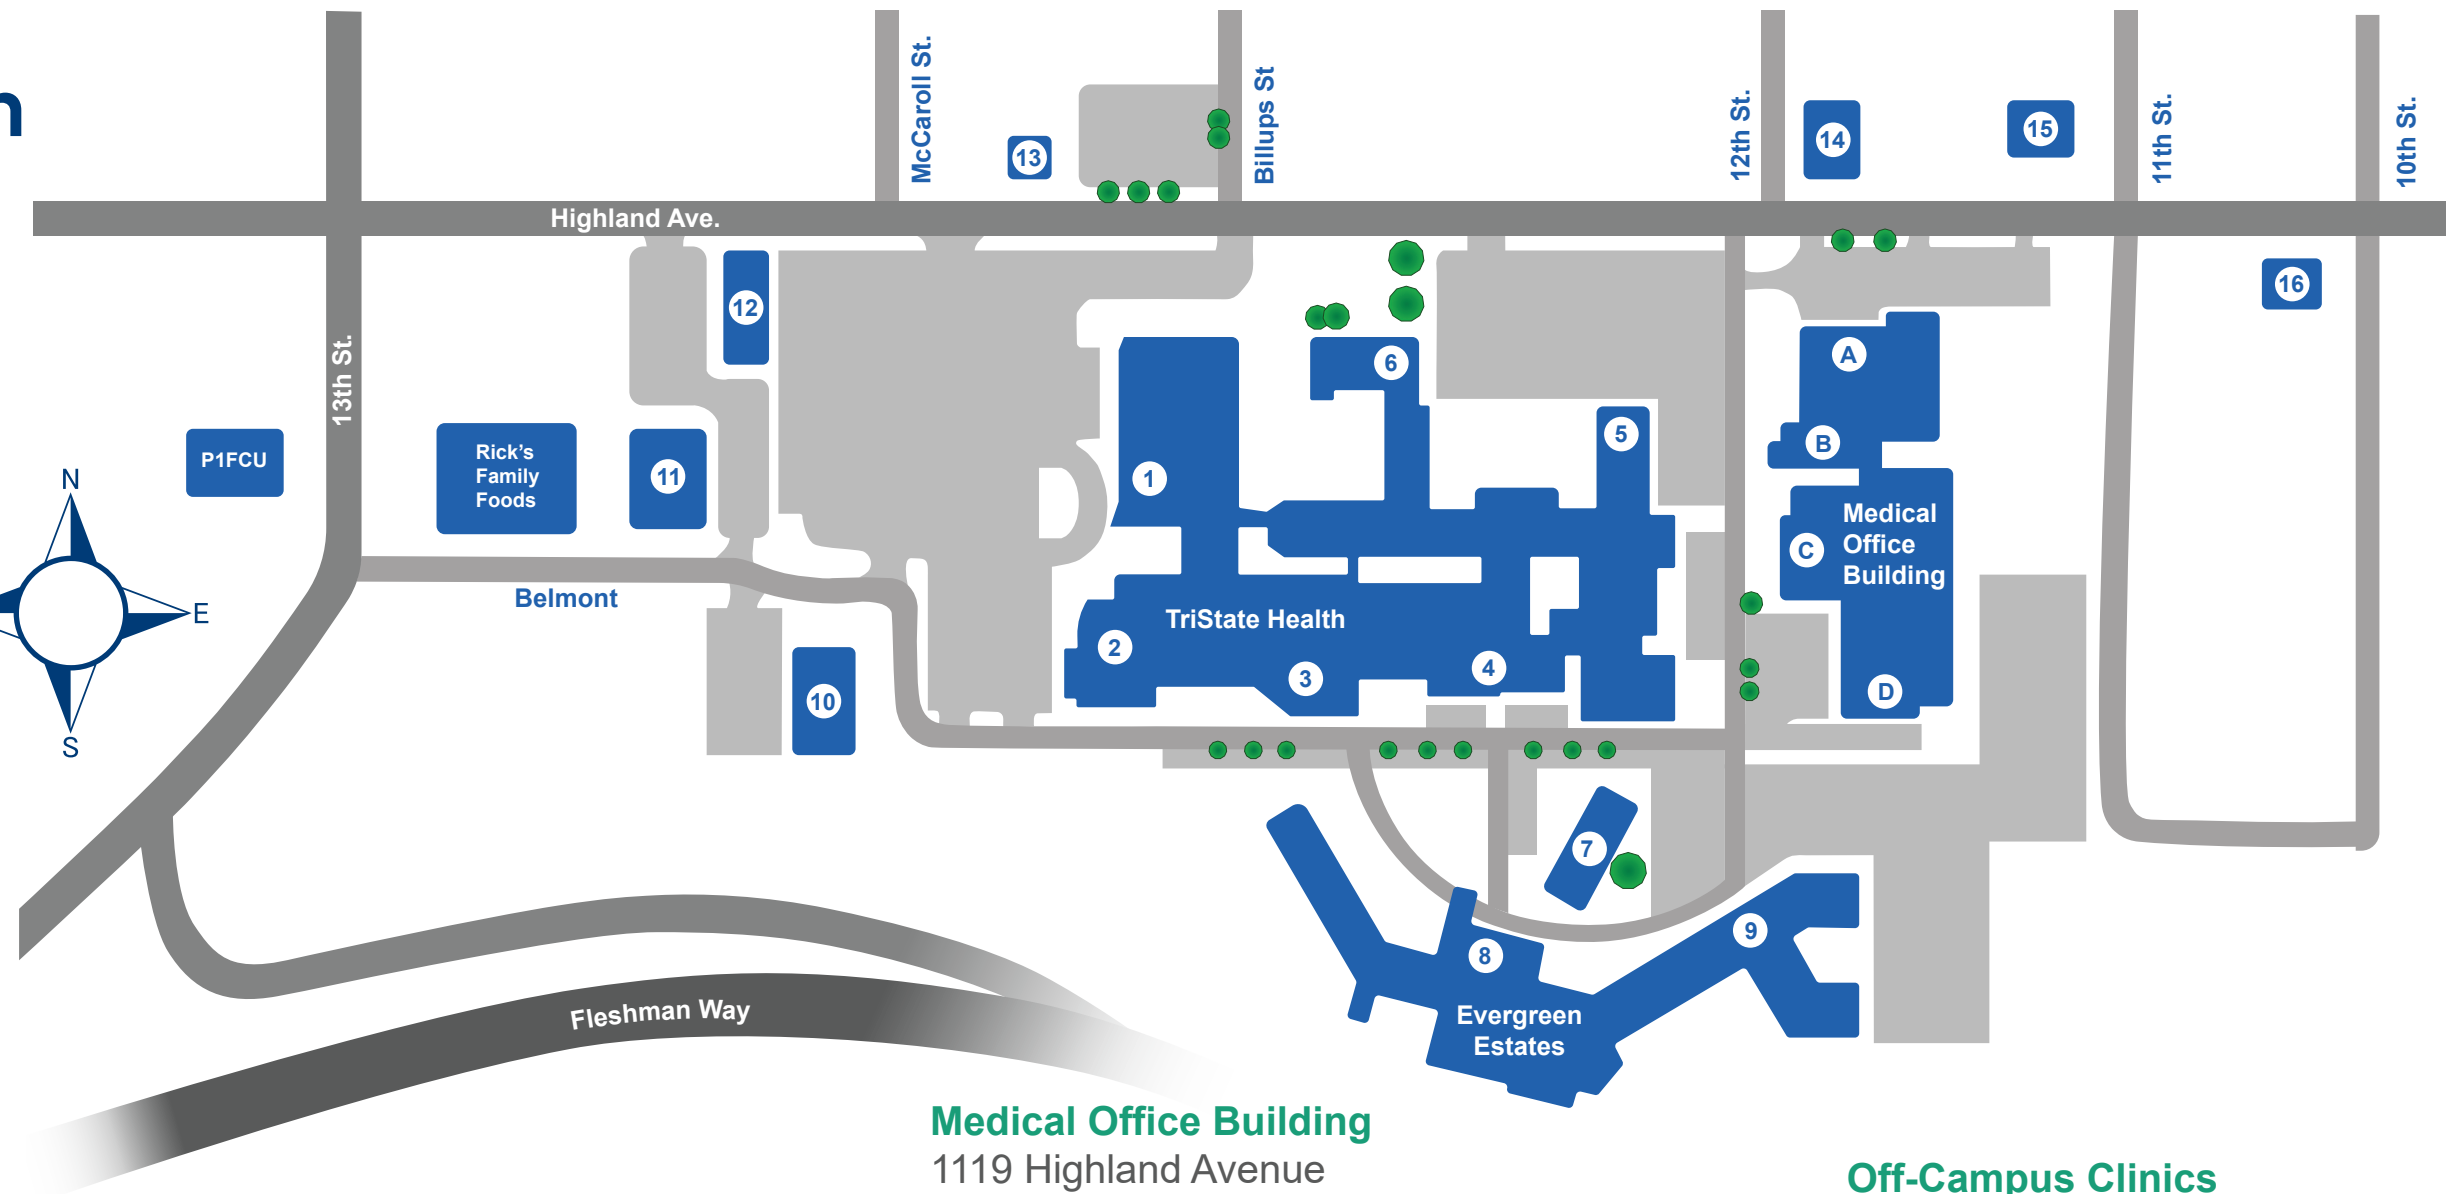 n
McCaroll St.
Billups St
12th St.
11th St.
10th St.
13
14
15
Highland Ave.
12
16
13th St.
6
A
5
B
P1FCU
Rick's
Family
Foods
11
1
N
Medical
Office
Building
C
E
Belmont
TriState Health
2
3
4
D
10
S
7
8
9
Evergreen
Estates
Fleshman Way
Medical Office Building
1119 Highland Avenue
Off-Campus Clinics